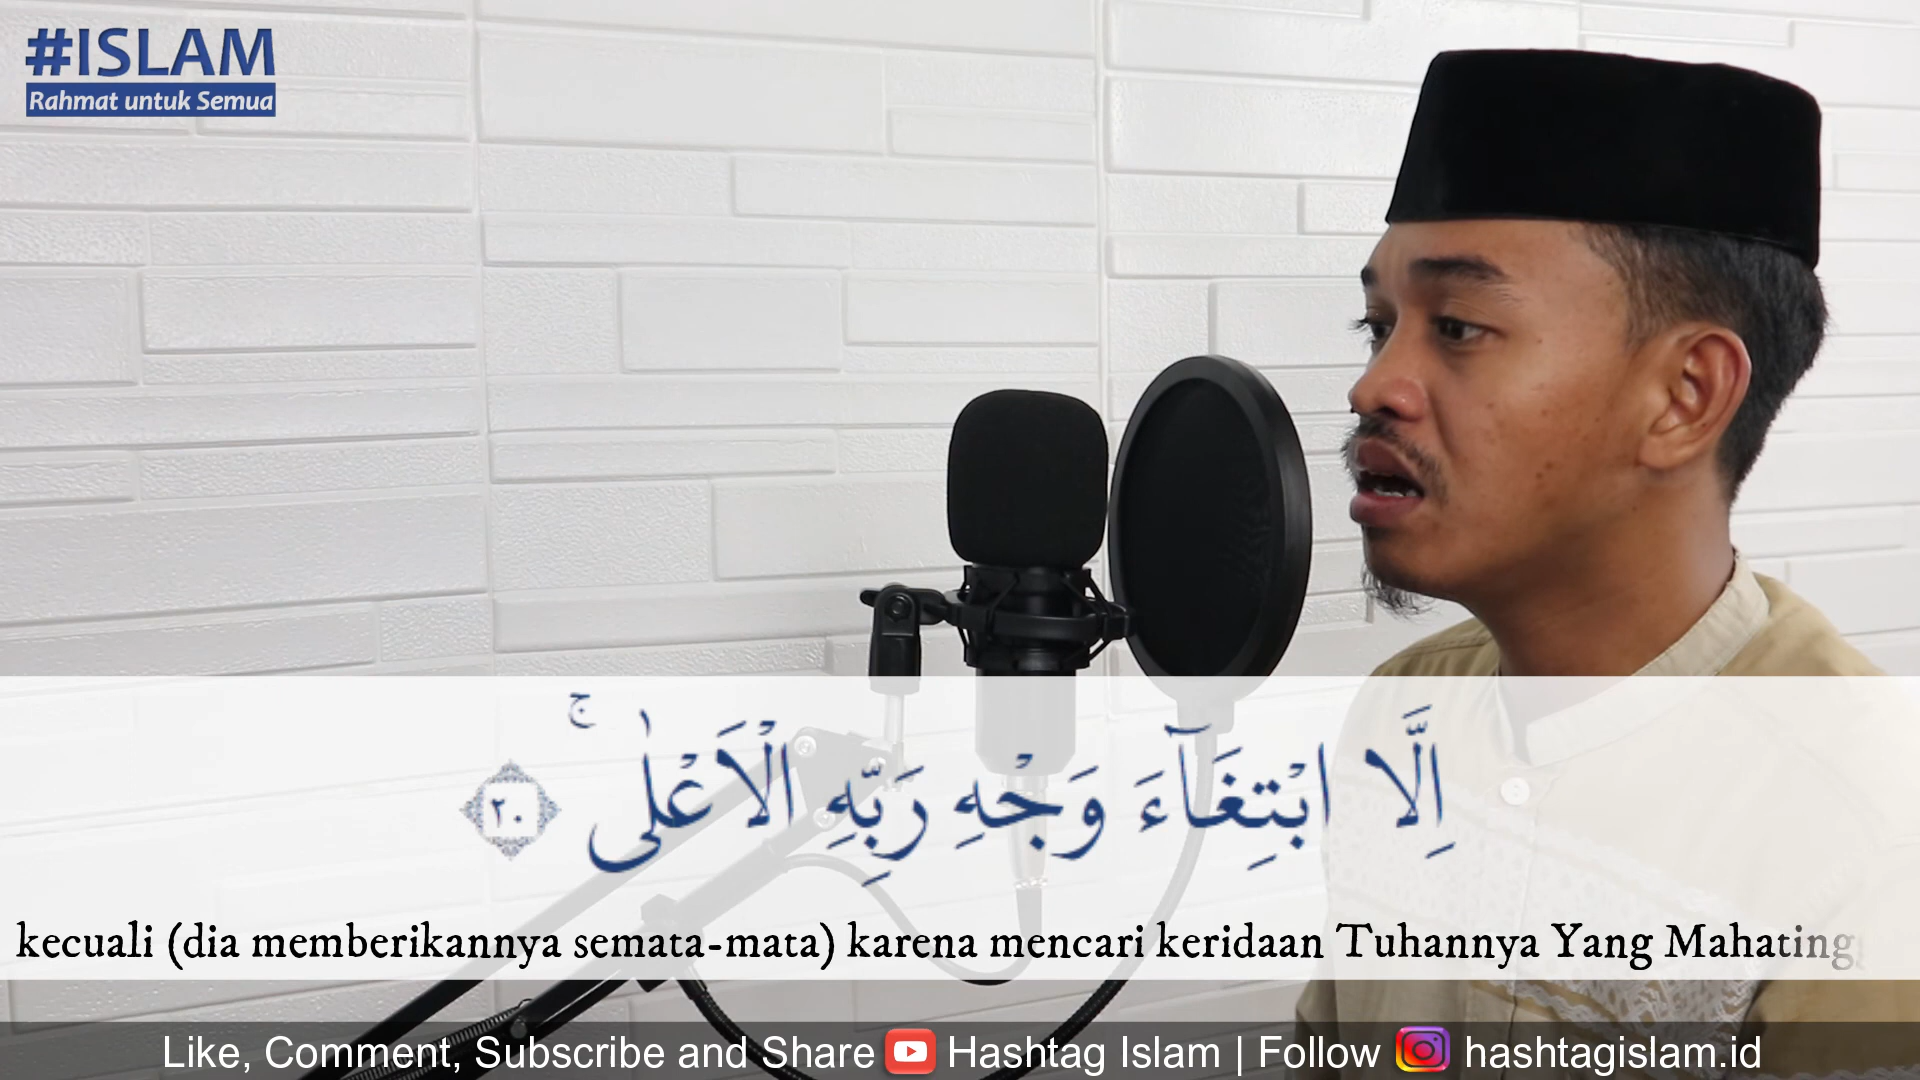 #ISLAM
Rahmat untuk Semua
اِلَّا ابْتِغَاۤءَ وَجْهِ رَبِّهِ الْاَعْلٰىۚ ٢٠
kecuali (dia memberikannya semata-mata) karena mencari keridaan Tuhannya Yang Mahating
Like, Comment, Subscribe and Share Hashtag Islam | Follow hashtagislam.id